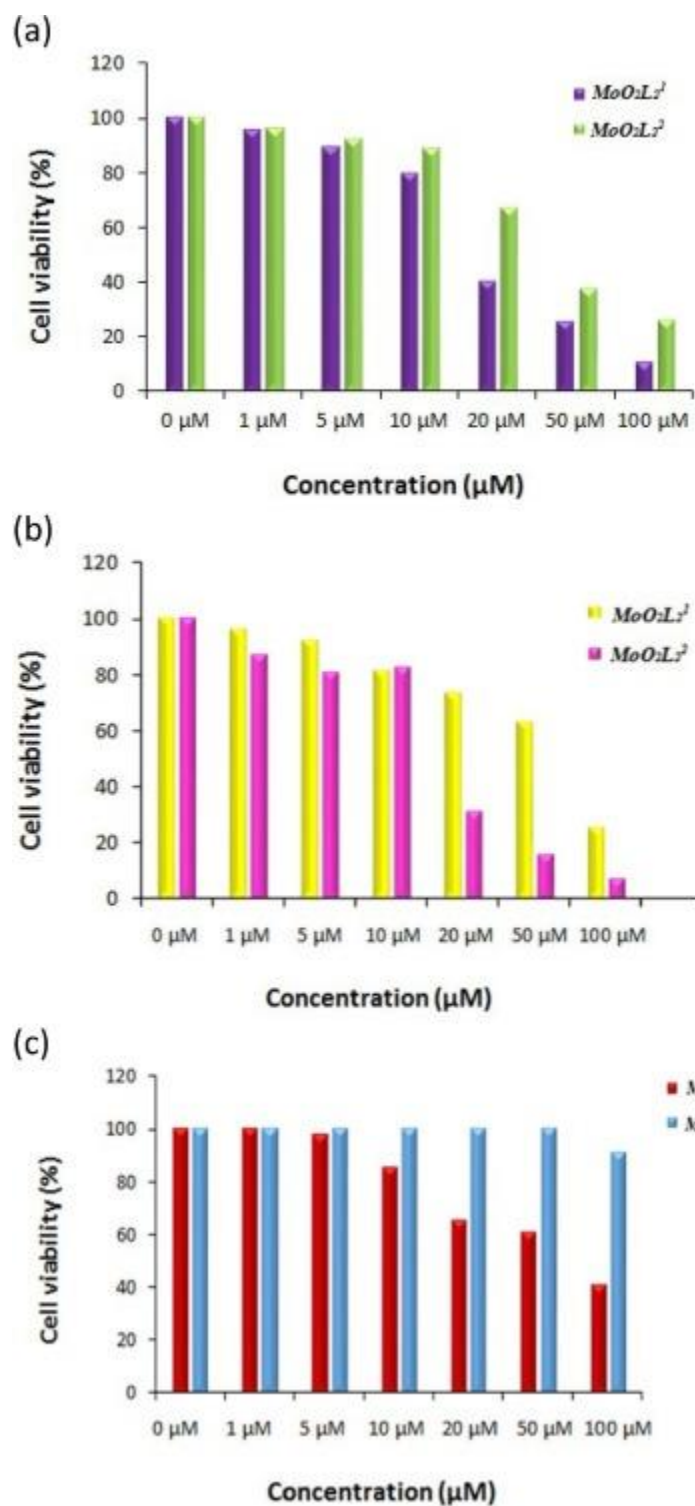 (a)
120
100
80
60
40
20
0
Cell viability (%)
MoO₂L₂¹
MoO₂L₂²
0 µM 1 µM 5 µM 10 µM 20 µM 50 µM 100 µM
Concentration (µM)
(b)
120
100
80
60
40
20
0
Cell viability (%)
MoO₂L₂¹
MoO₂L₂²
0 µM 1 µM 5 µM 10 µM 20 µM 50 µM 100 µM
Concentration (µM)
(c)
120
100
80
60
40
20
0
Cell viability (%)
0 µM 1 µM 5 µM 10 µM 20 µM 50 µM 100 µM
Concentration (µM)